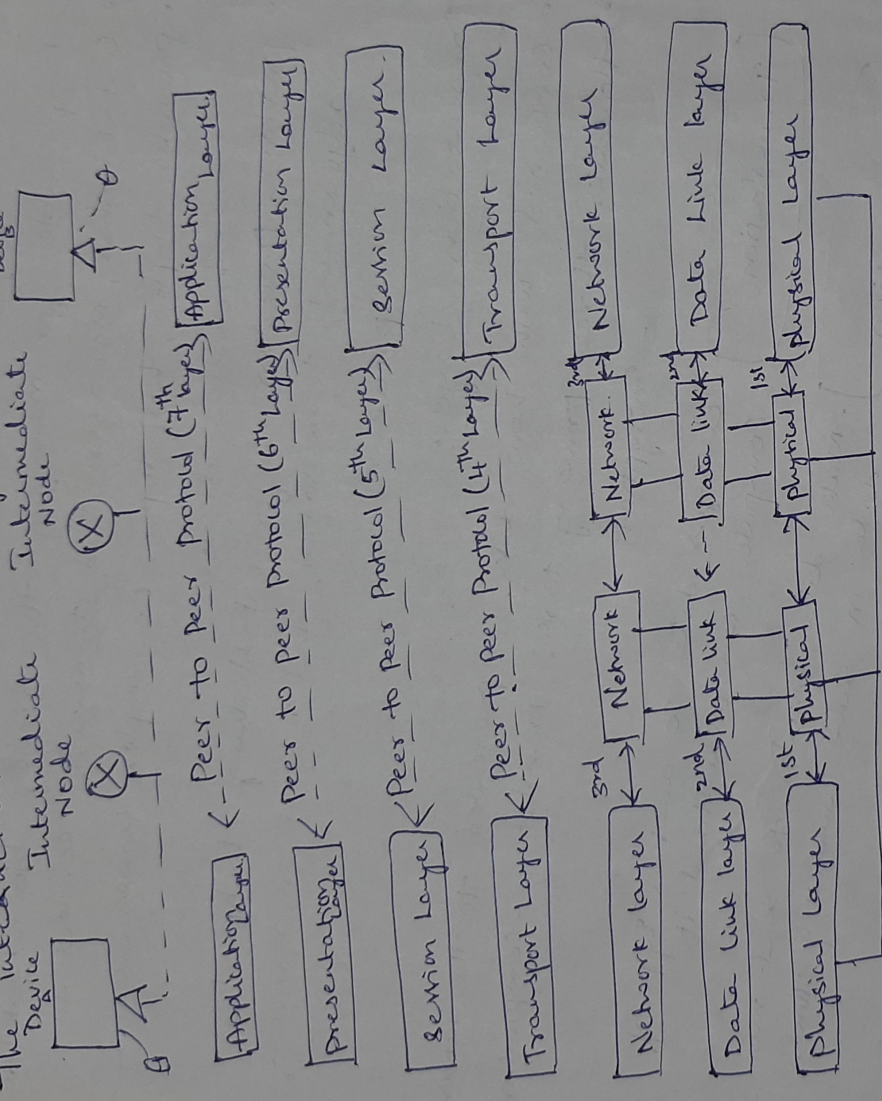 The
Device A
Intermediate Node
Intermediate Node
Device B
Application Layer
Peer to peer protocol (7th layer)
Application Layer
Presentation Layer
Peer to peer protocol (6th Layer)
Presentation Layer
Session Layer
Peer to peer protocol (5th Layer)
Session Layer
Transport Layer
Peer to peer protocol (4th Layer)
Transport Layer
Network layer
3rd
Network
Network
3rd
Network Layer
Data link layer
2nd
Data link
Data link
2nd
Data Link layer
Physical Layer
1st
Physical
Physical
1st
Physical Layer